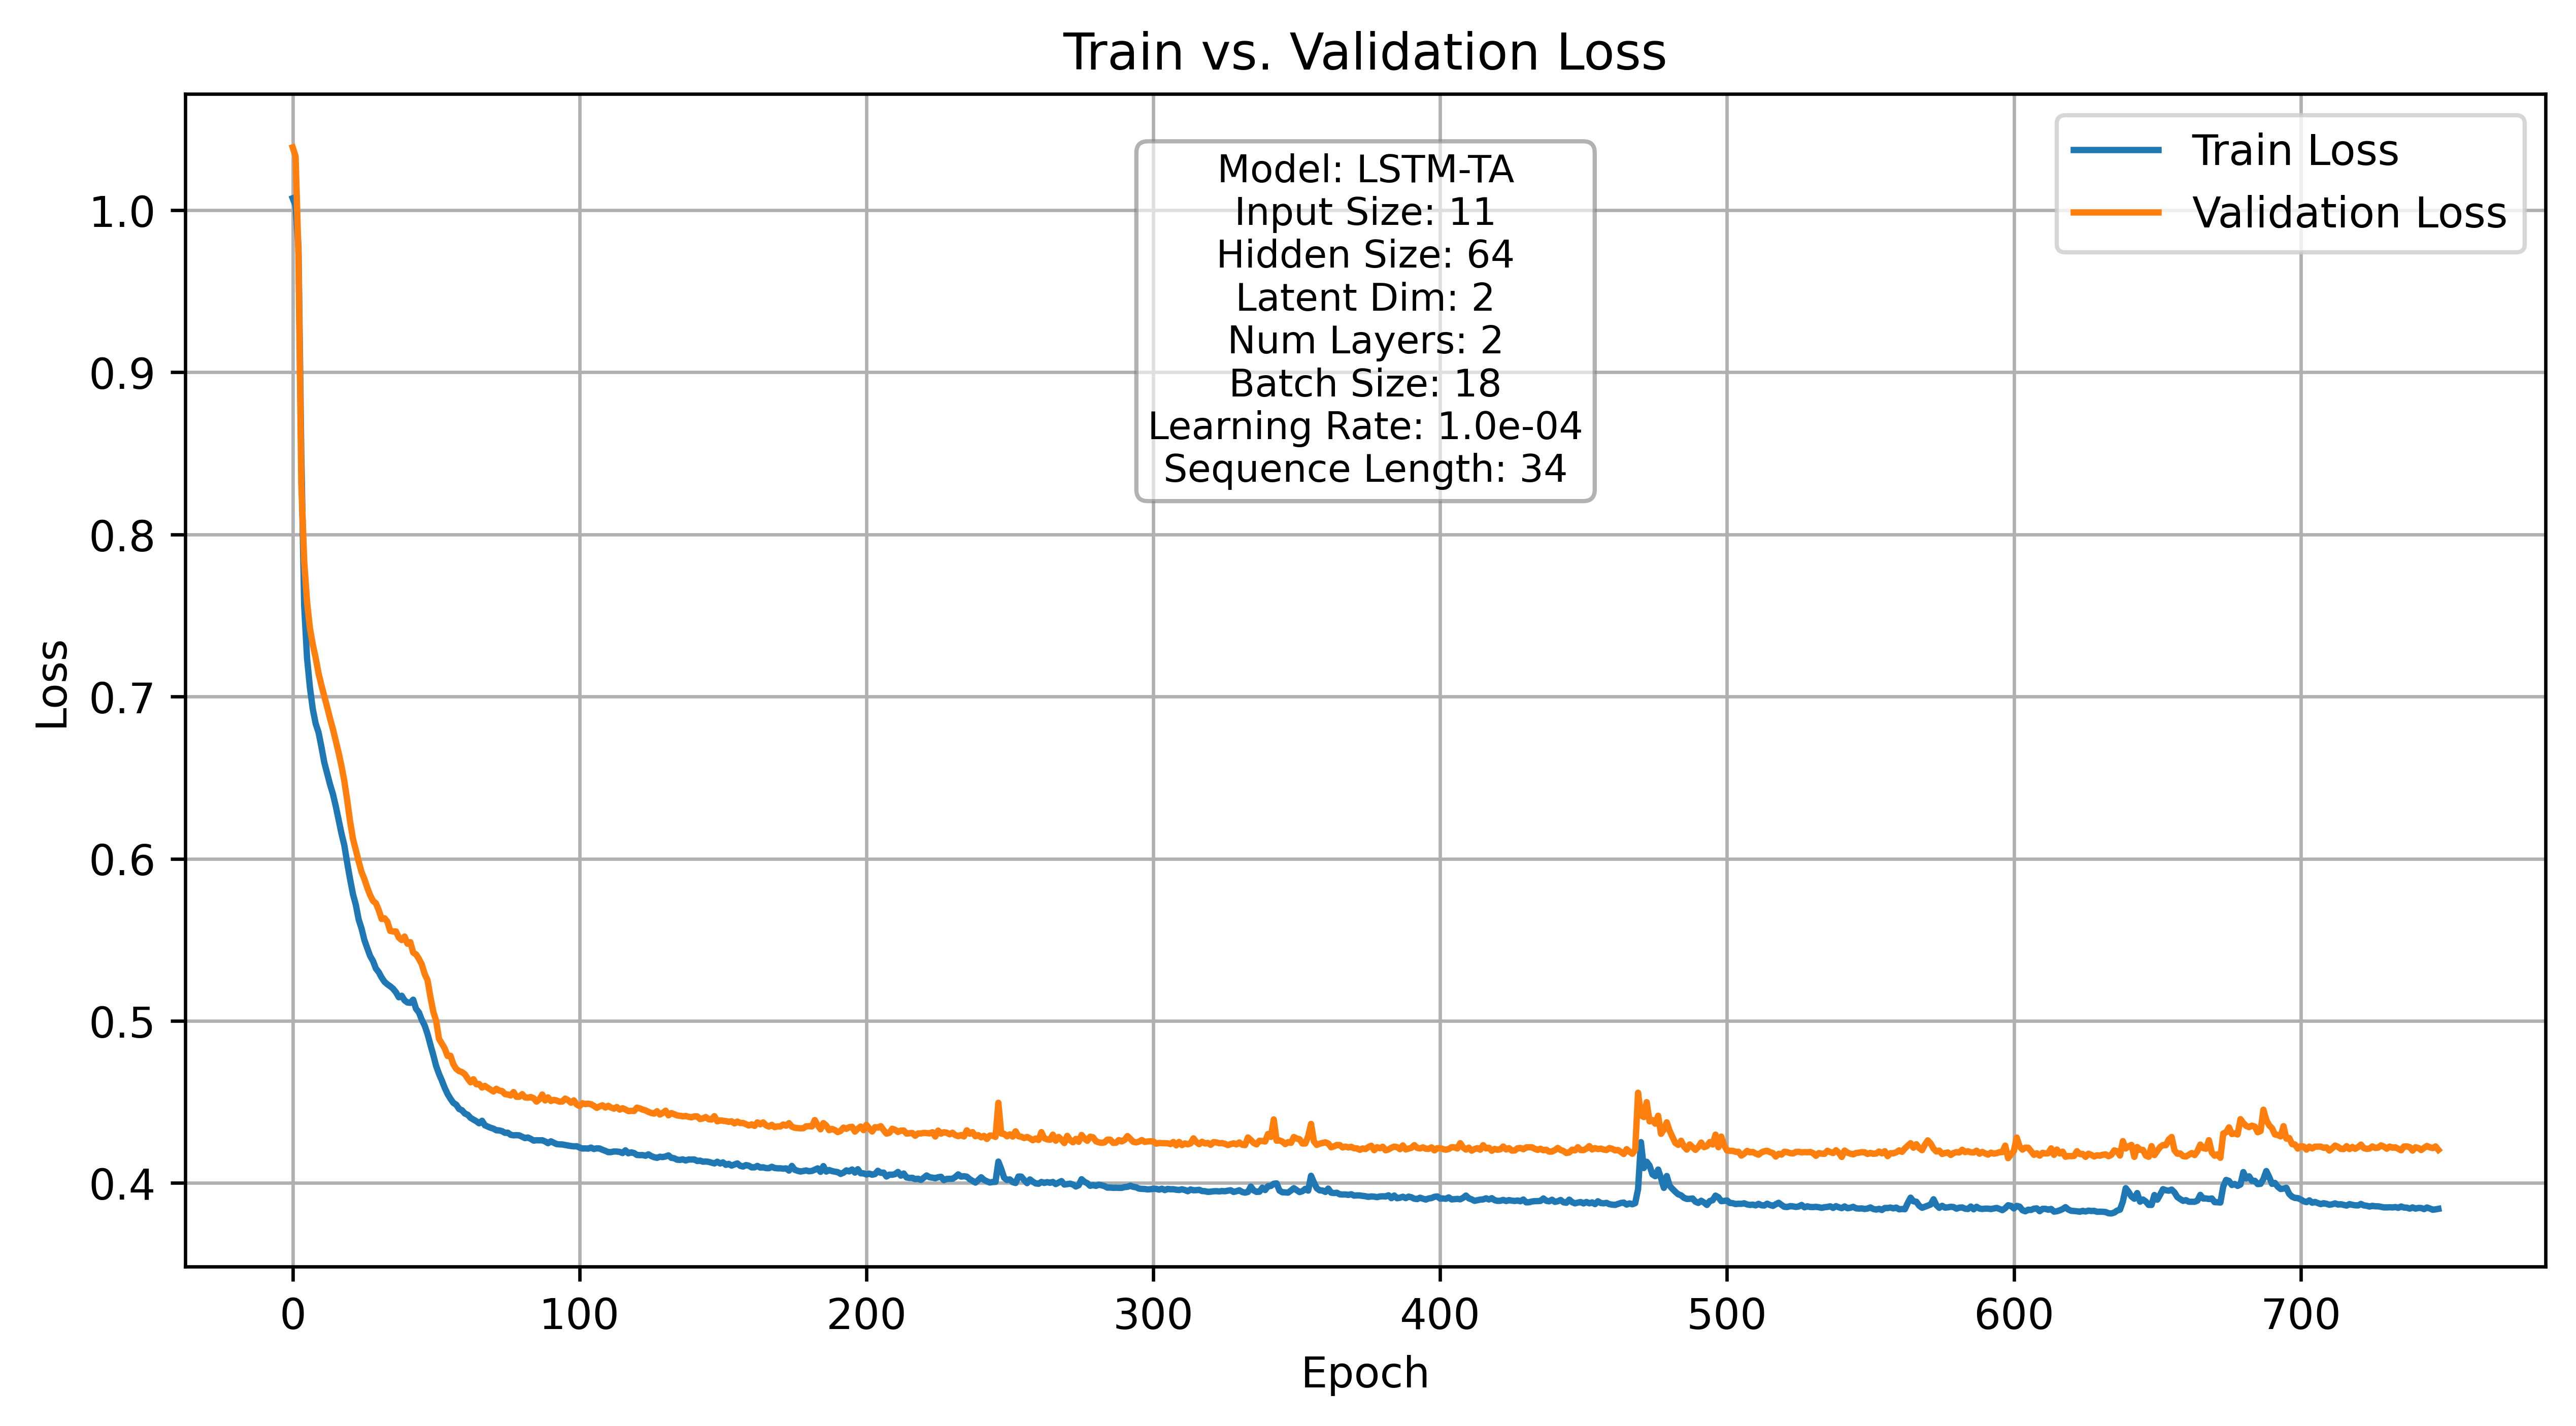 Train vs. Validation Loss
Train Loss
Validation Loss
Model: LSTM-TA
Input Size: 11
Hidden Size: 64
Latent Dim: 2
Num Layers: 2
Batch Size: 18
Learning Rate: 1.0e-04
Sequence Length: 34
Loss
1.0
0.9
0.8
0.7
0.6
0.5
0.4
0 100 200 300 400 500 600 700
Epoch